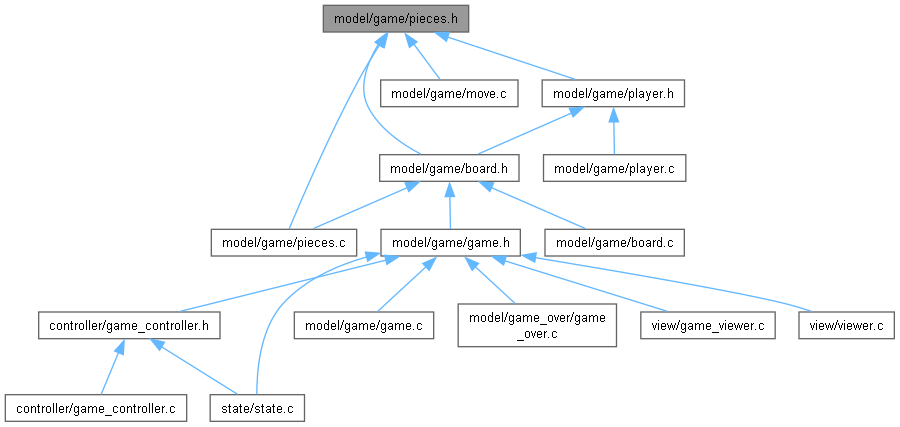 model/game/pieces.h
model/game/move.c
model/game/player.h
model/game/board.h
model/game/player.c
model/game/pieces.c
model/game/game.h
model/game/board.c
controller/game_controller.h
model/game/game.c
model/game_over/game
_over.c
view/game_viewer.c
view/viewer.c
controller/game_controller.c
state/state.c